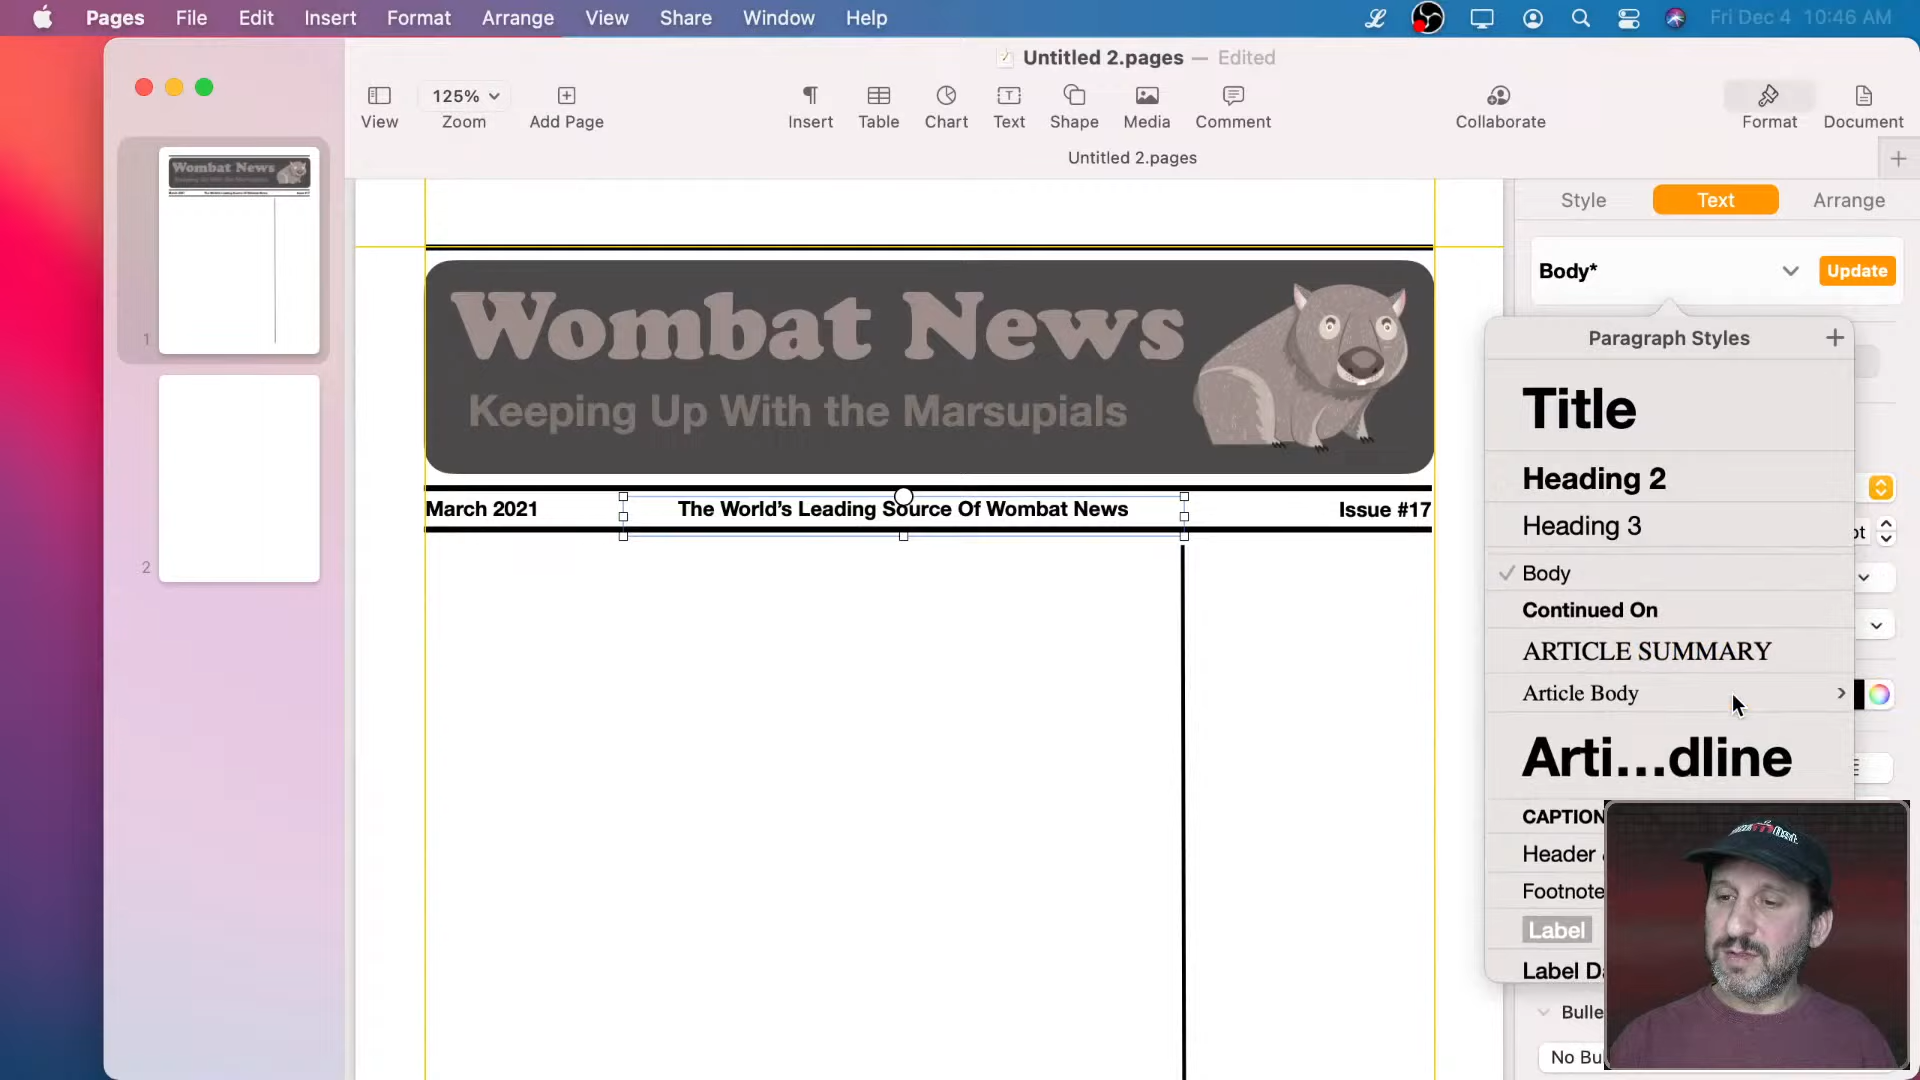 Pages File Edit Insert Format Arrange View Share Window Help Fri Dec 4 10:46 AM
Untitled 2.pages — Edited
125%
View Zoom Add Page Insert Table Chart Text Shape Media Comment Collaborate Format Document
Untitled 2.pages
Style Text Arrange
Body* Update
Paragraph Styles
Title
Heading 2
Heading 3
Body
Continued On
ARTICLE SUMMARY
Article Body
Arti…dline
CAPTION
Header
Footnote
Label
Label D
Bulle
No Bu
Wombat News
Keeping Up With the Marsupials
March 2021 The World’s Leading Source Of Wombat News Issue #17
Wombat News
1
2